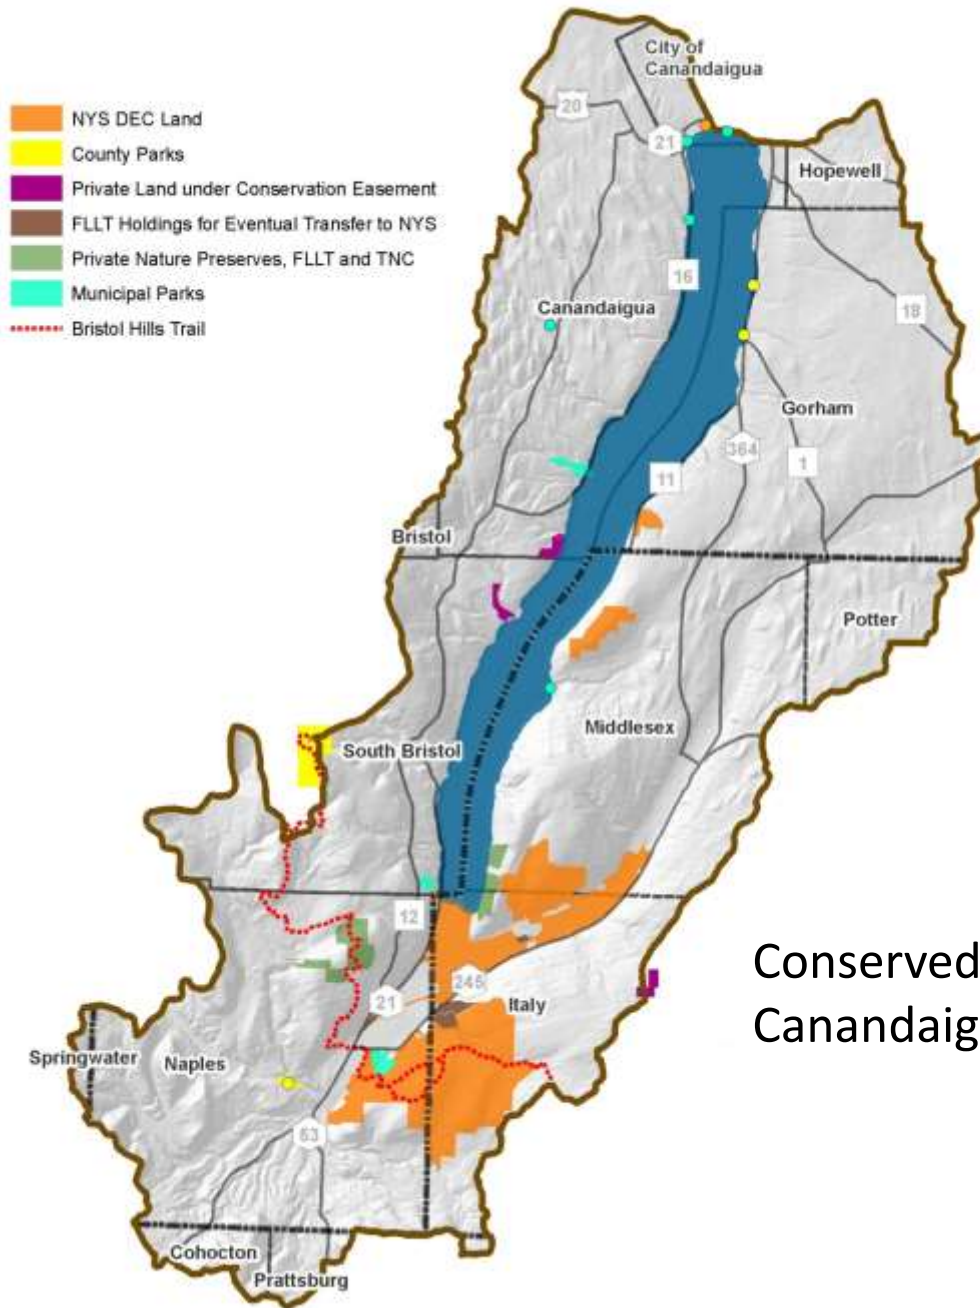 City of
Canandaigua
NYS DEC Land
County Parks
Private Land under Conservation Easement
FLLT Holdings for Eventual Transfer to NYS
Private Nature Preserves, FLLT and TNC
Municipal Parks
Bristol Hills Trail
20
21
Hopewell
16
Canandaigua
18
Gorham
364
1
11
Bristol
Potter
Middlesex
South Bristol
12
245
21
Italy
Conserved
Canandaig
Springwater
Naples
53
Cohocton
Prattsburg